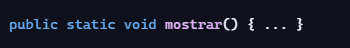 public static void mostrar() { ... }